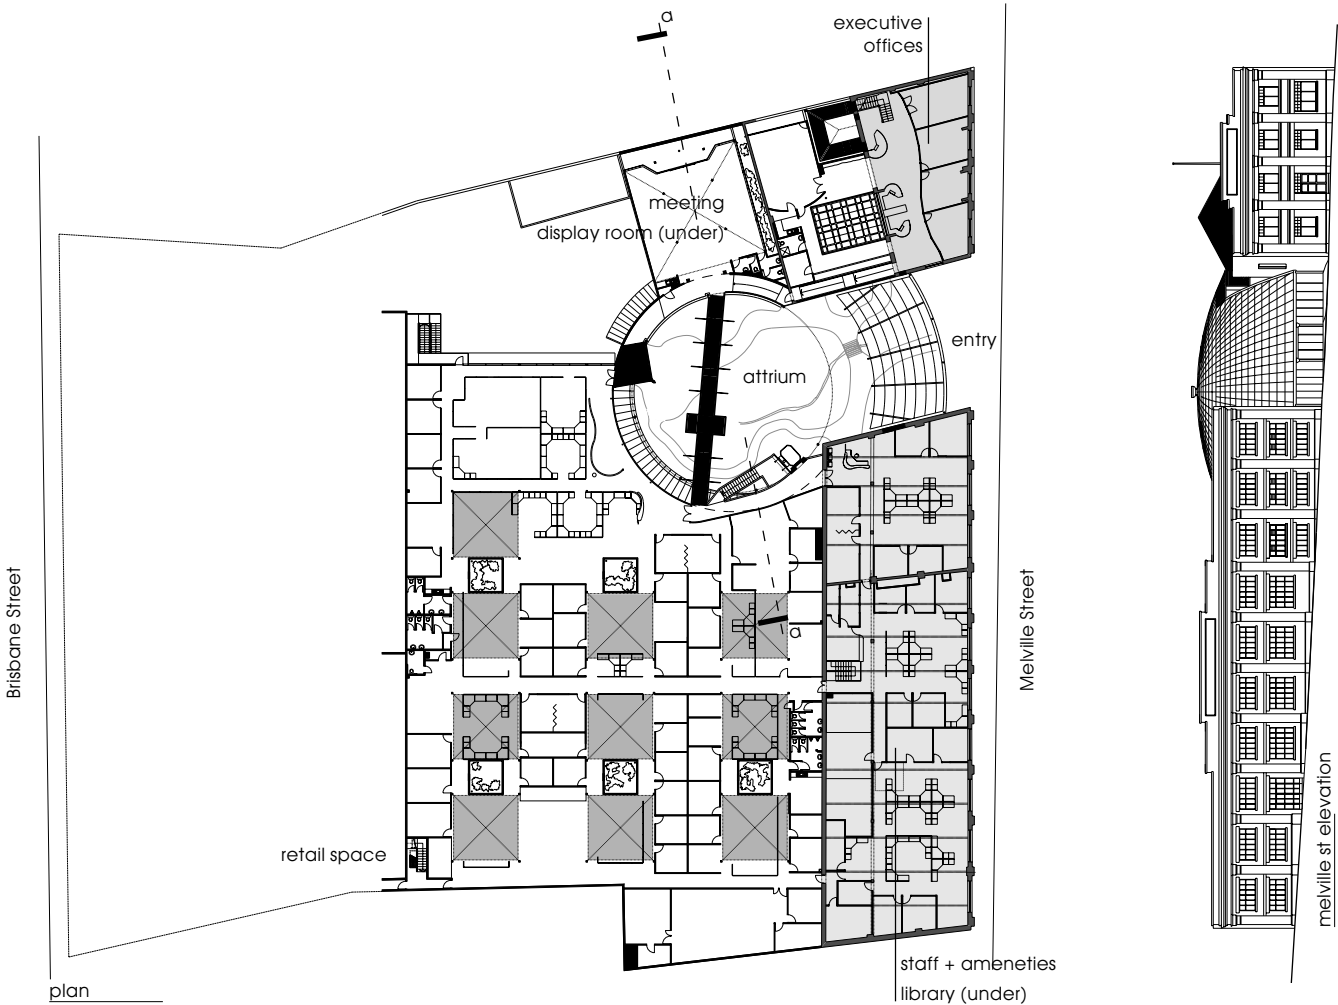 a
executive
offices
meeting
display room (under)
entry
attrium
a
Brisbane Street
Melville Street
retail space
staff + ameneties
library (under)
plan
melville st elevation